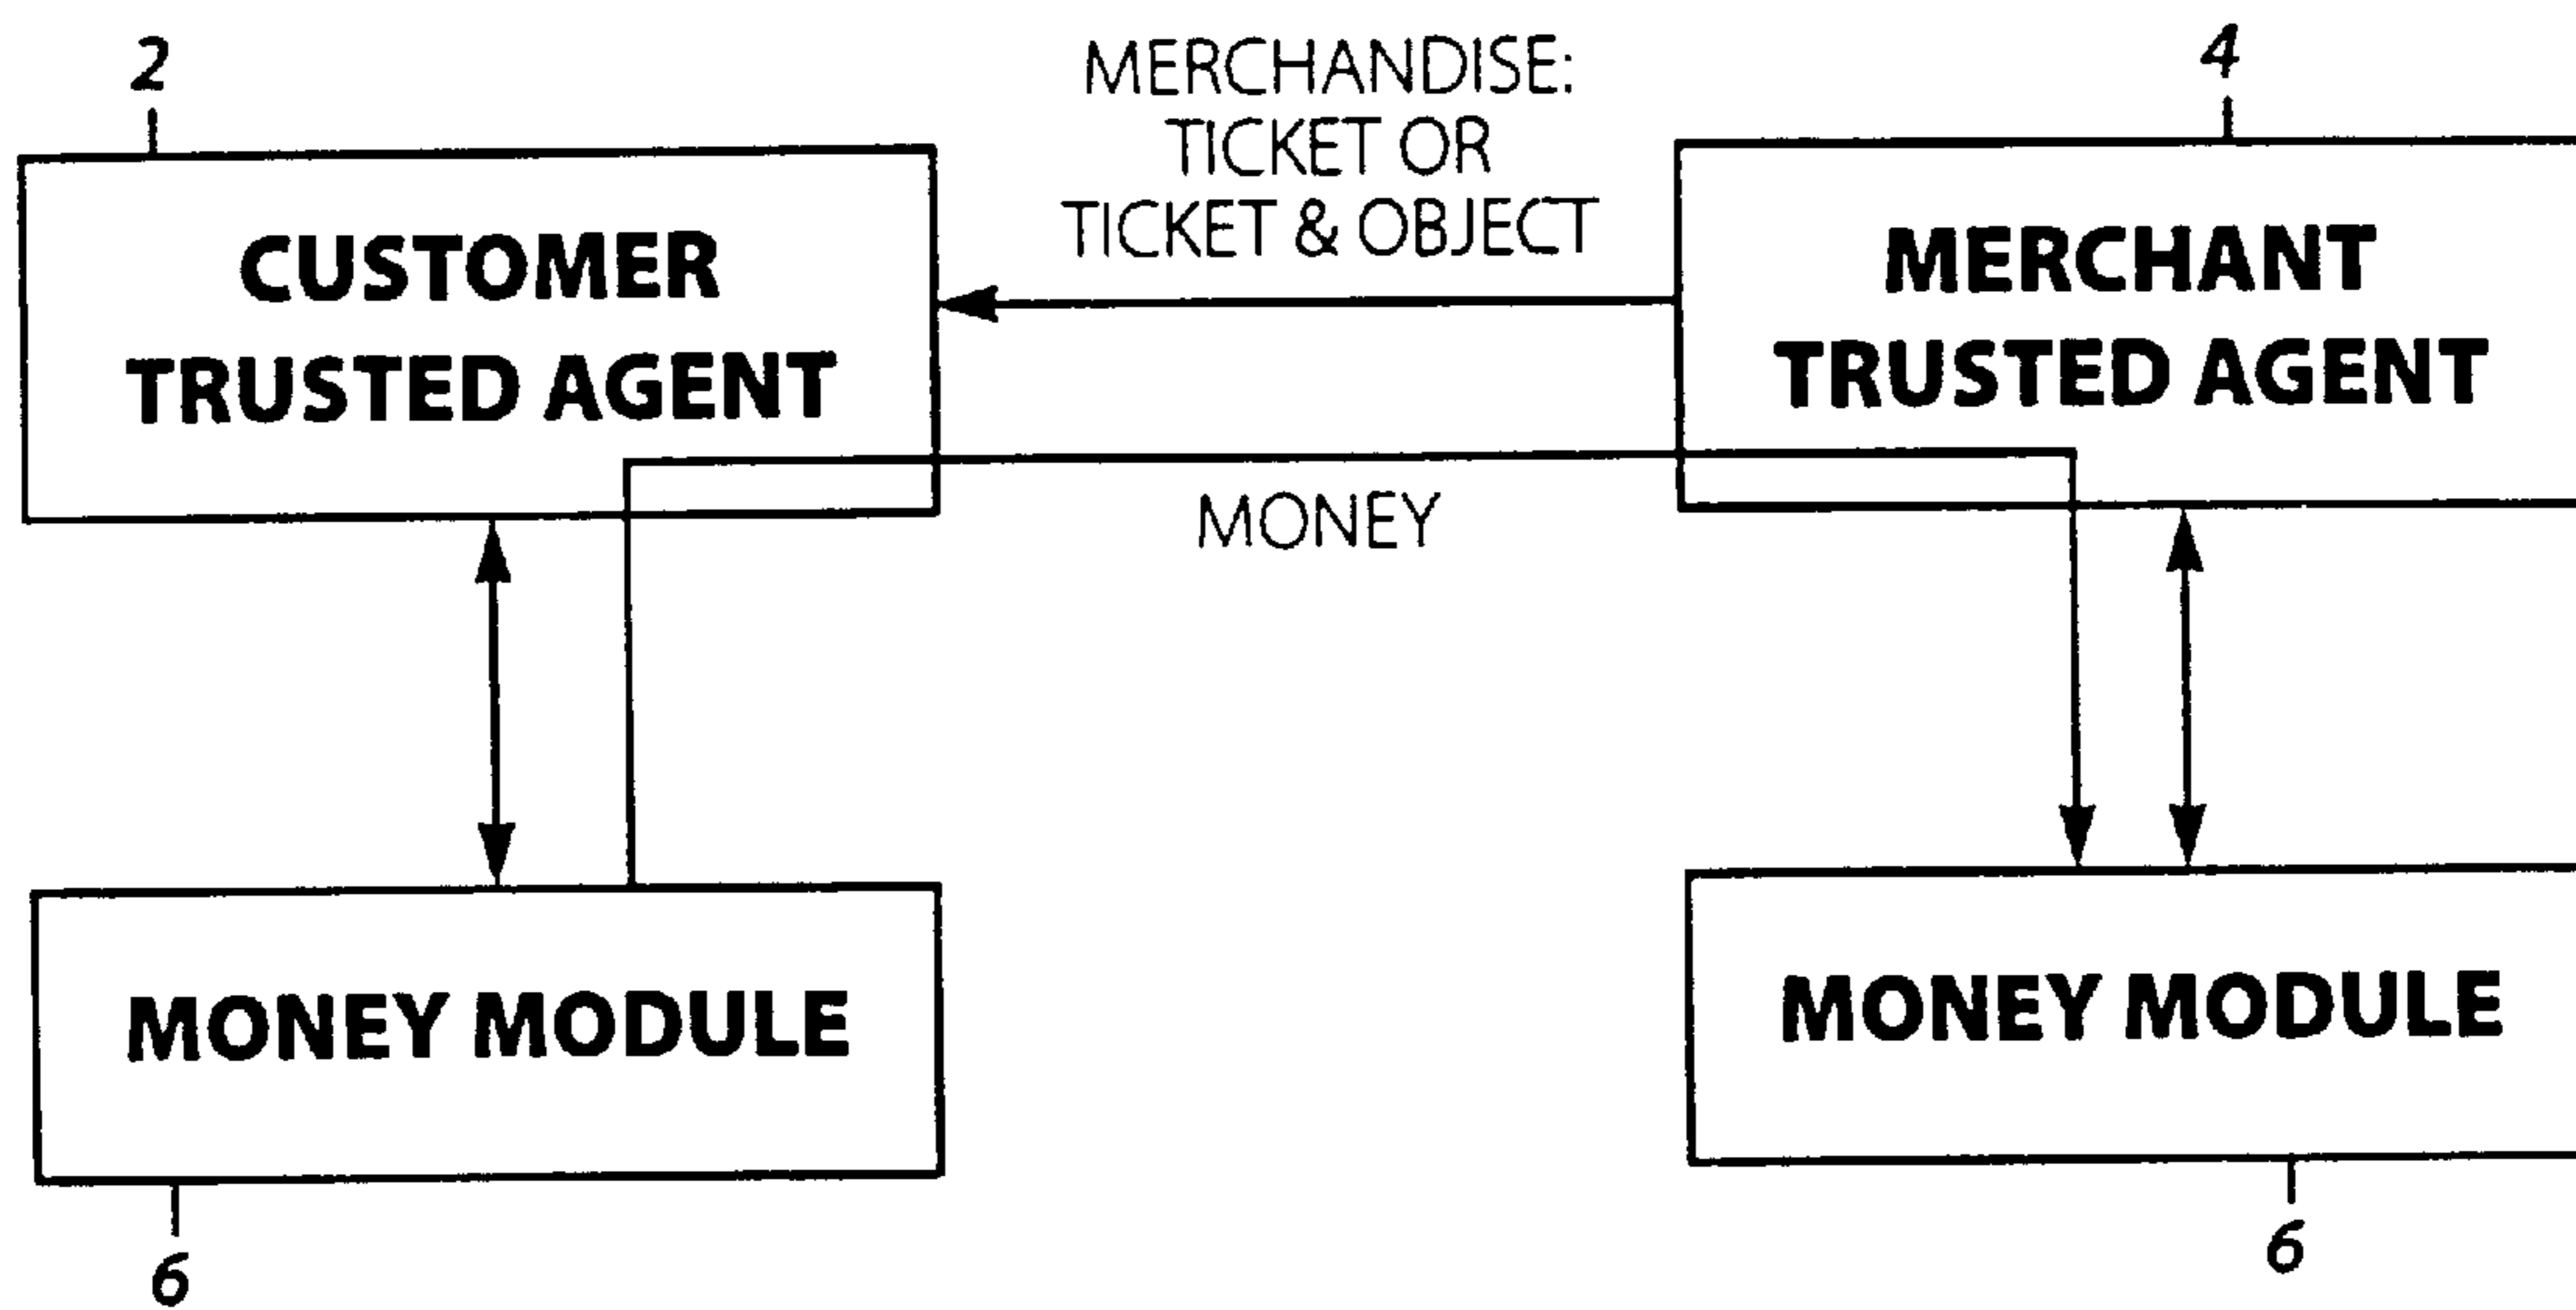 2
4
MERCHANDISE:
TICKET OR
TICKET & OBJECT
CUSTOMER
TRUSTED AGENT
MERCHANT
TRUSTED AGENT
MONEY
MONEY MODULE
MONEY MODULE
6
6